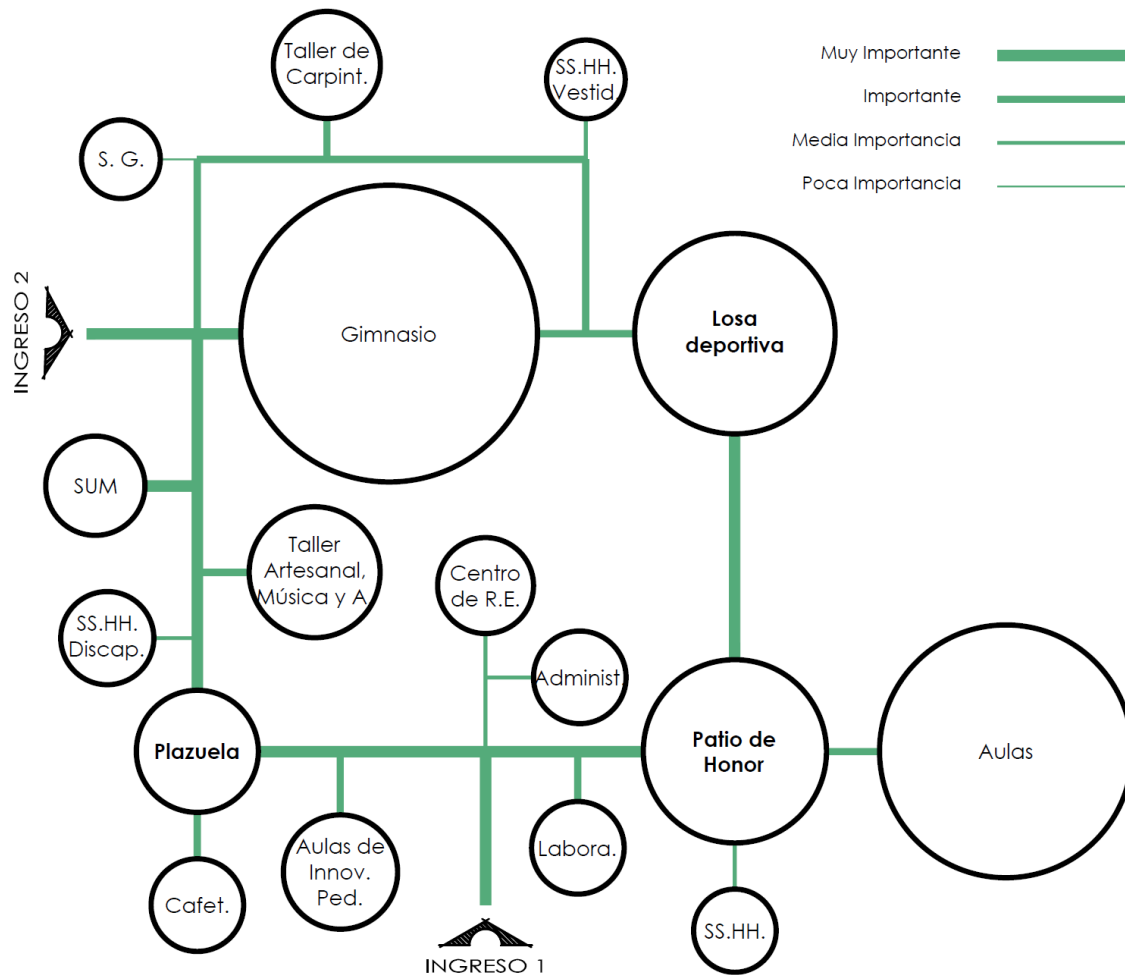 Taller de
Carpint.
SS.HH.
Vestid.
Muy Importante
Importante
Media Importancia
Poca Importancia
S. G.
INGRESO 2
Gimnasio
Losa
deportiva
SUM
Taller
Artesanal,
Música y A.
Centro
de R.E.
SS.HH.
Discap.
Administ.
Plazuela
Patio de
Honor
Aulas
Aulas de
Innov.
Ped.
Labora.
Cafet.
SS.HH.
INGRESO 1